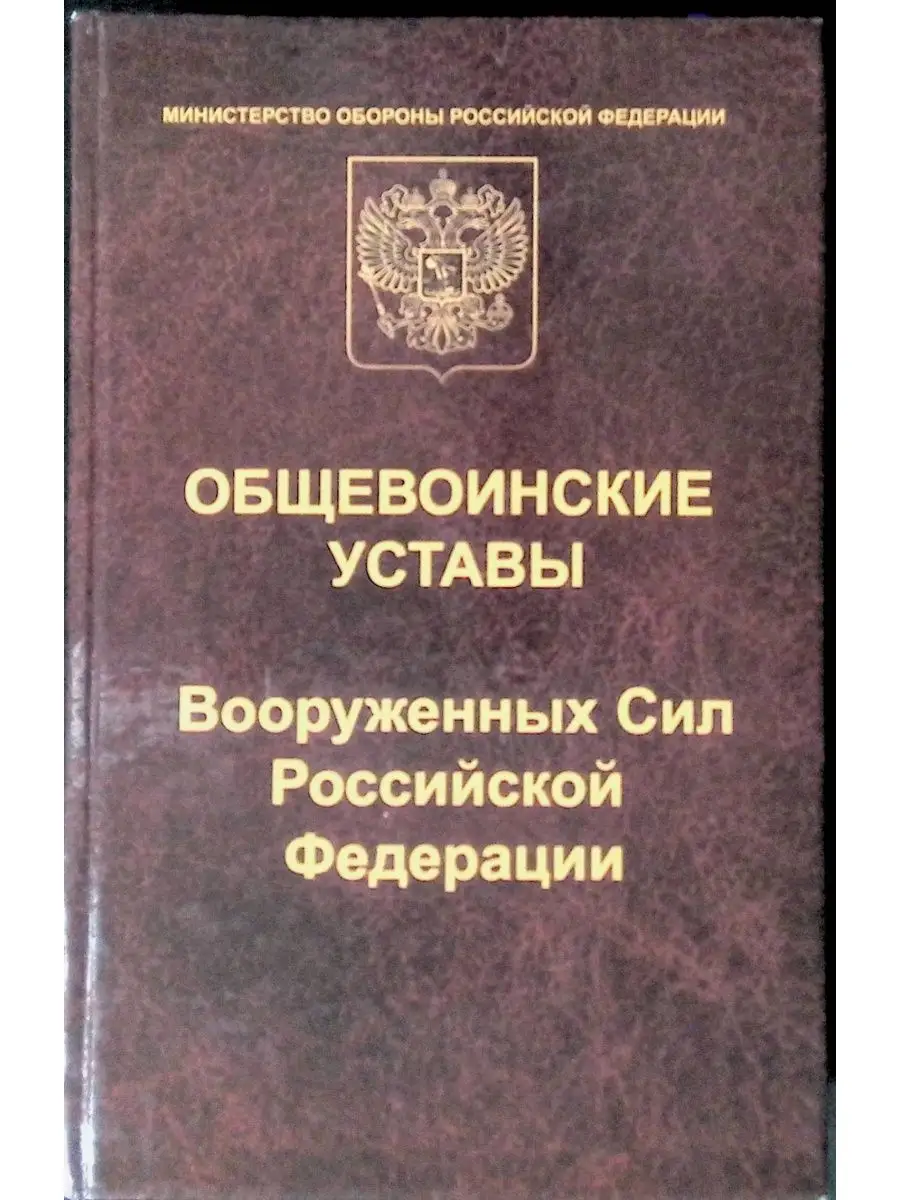 МИНИСТЕРСТВО ОБОРОНЫ РОССИЙСКОЙ ФЕДЕРАЦИИ
ОБЩЕВОИНСКИЕ
УСТАВЫ
Вооруженных Сил
Российской
Федерации